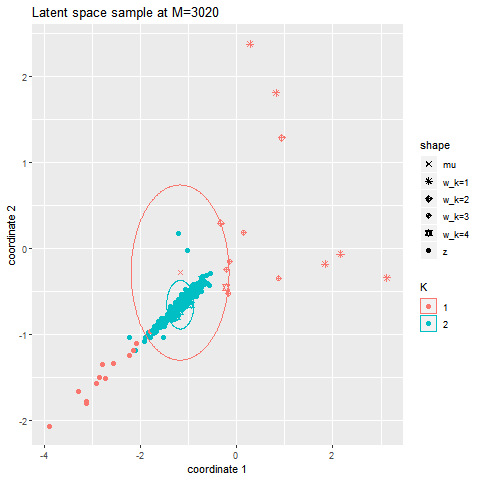 Latent space sample at M=3020
2
1
0
-1
-2
coordinate 2
-4
-2
0
2
coordinate 1
shape
mu
w_k=1
w_k=2
w_k=3
w_k=4
z
K
1
2